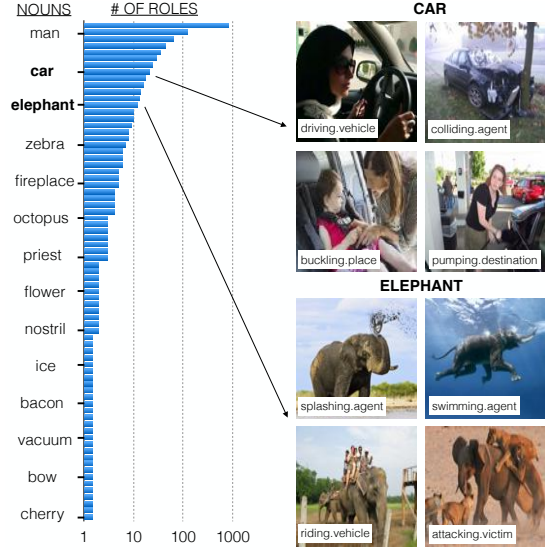 NOUNS
# OF ROLES
man
car
elephant
zebra
fireplace
octopus
priest
flower
nostril
ice
bacon
vacuum
bow
cherry
1 10 100 1000
CAR
driving.vehicle
colliding.agent
buckling.place
pumping.destination
ELEPHANT
splashing.agent
swimming.agent
riding.vehicle
attacking.victim